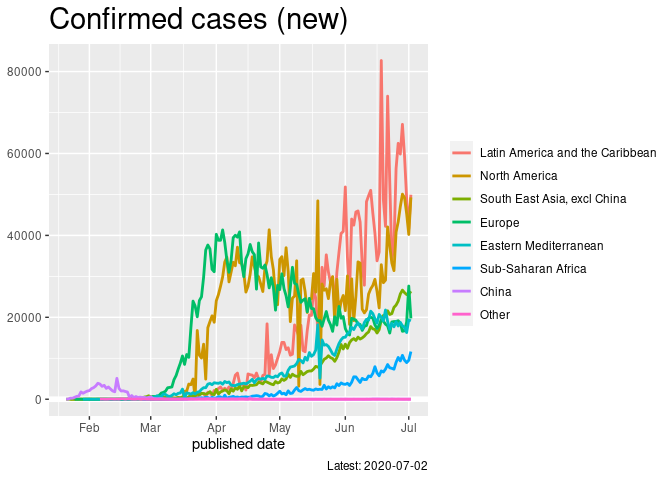 Confirmed cases (new)
80000
60000
40000
20000
0
Feb Mar Apr May Jun Jul
published date
Latin America and the Caribbean
North America
South East Asia, excl China
Europe
Eastern Mediterranean
Sub-Saharan Africa
China
Other
Latest: 2020-07-02